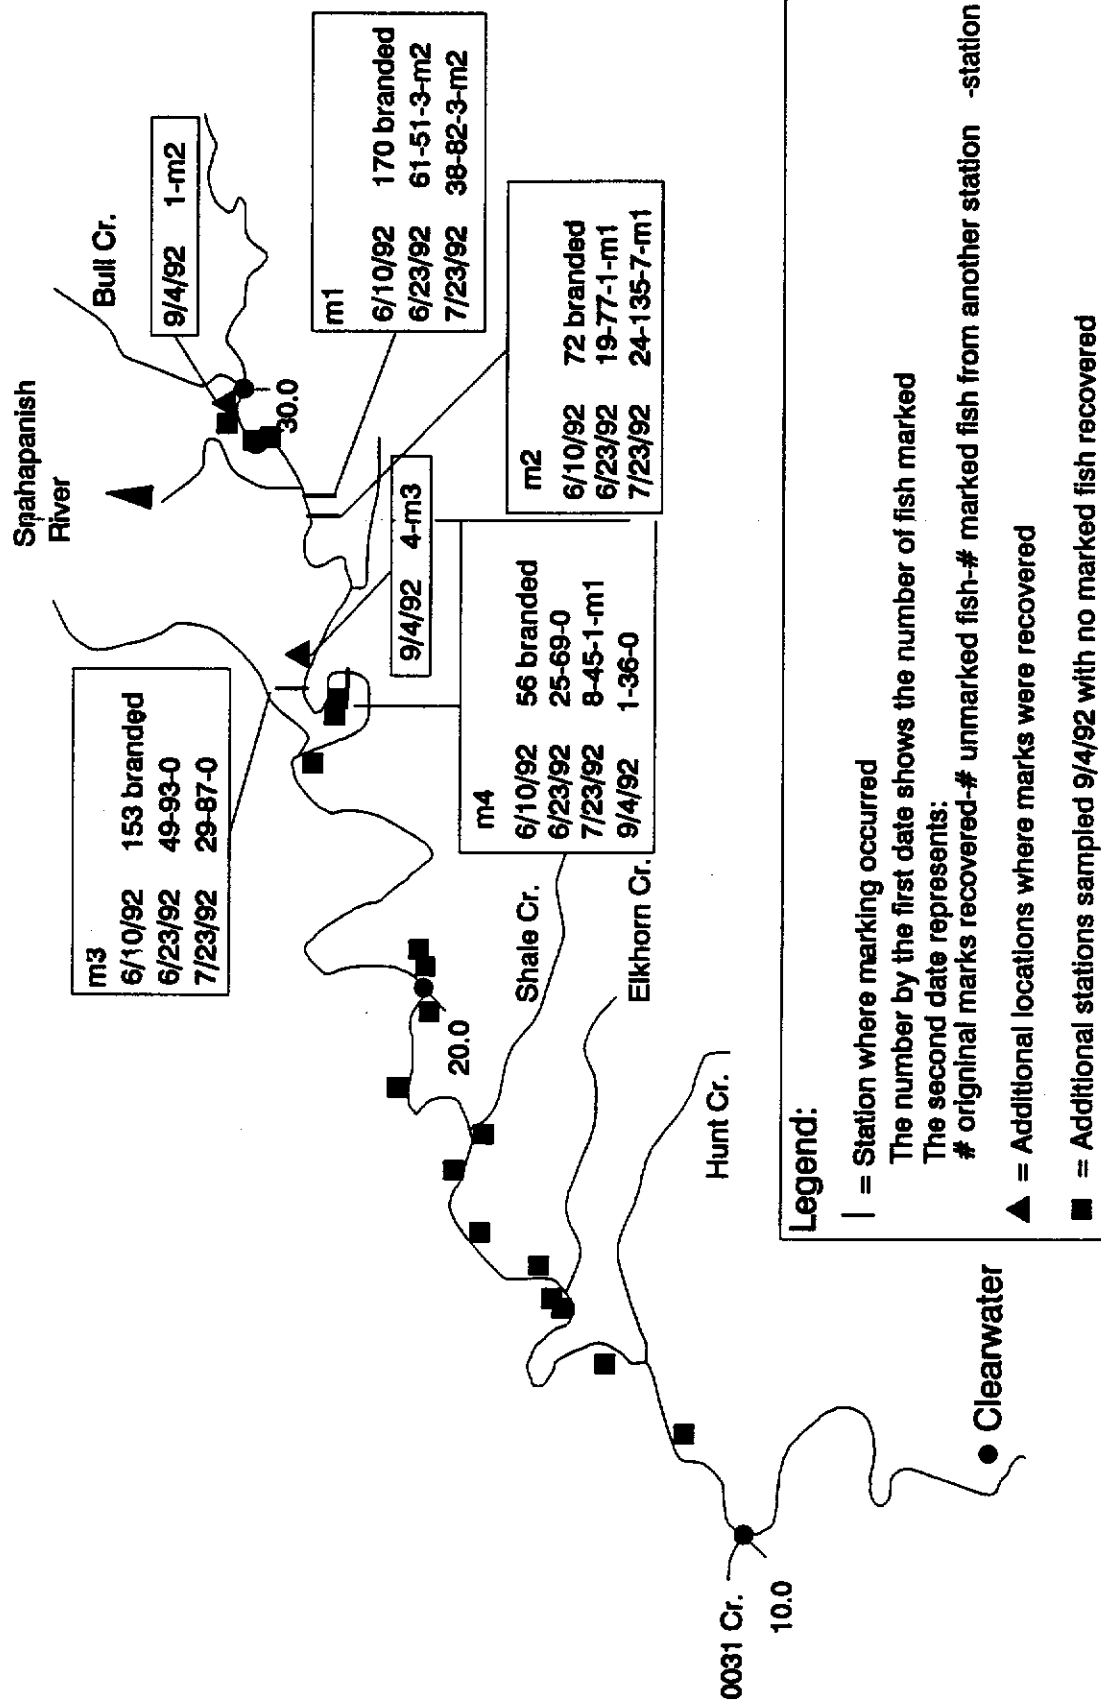 Snahapanish
River
Bull Cr.
9/4/92 1-m2
30.0
m1
6/10/92 170 branded
6/23/92 61-51-3-m2
7/23/92 38-82-3-m2
m2
6/10/92 72 branded
6/23/92 19-77-1-m1
7/23/92 24-135-7-m1
9/4/92 4-m3
m3
6/10/92 153 branded
6/23/92 49-93-0
7/23/92 29-87-0
m4
6/10/92 56 branded
6/23/92 25-69-0
7/23/92 8-45-1-m1
9/4/92 1-36-0
20.0
Shale Cr.
Elkhorn Cr.
Hunt Cr.
0031 Cr.
10.0
Clearwater
Legend:
| = Station where marking occurred
The number by the first date shows the number of fish marked
The second date represents:
# origninal marks recovered-# unmarked fish-# marked fish from another station -station
▲ = Additional locations where marks were recovered
■ = Additional stations sampled 9/4/92 with no marked fish recovered